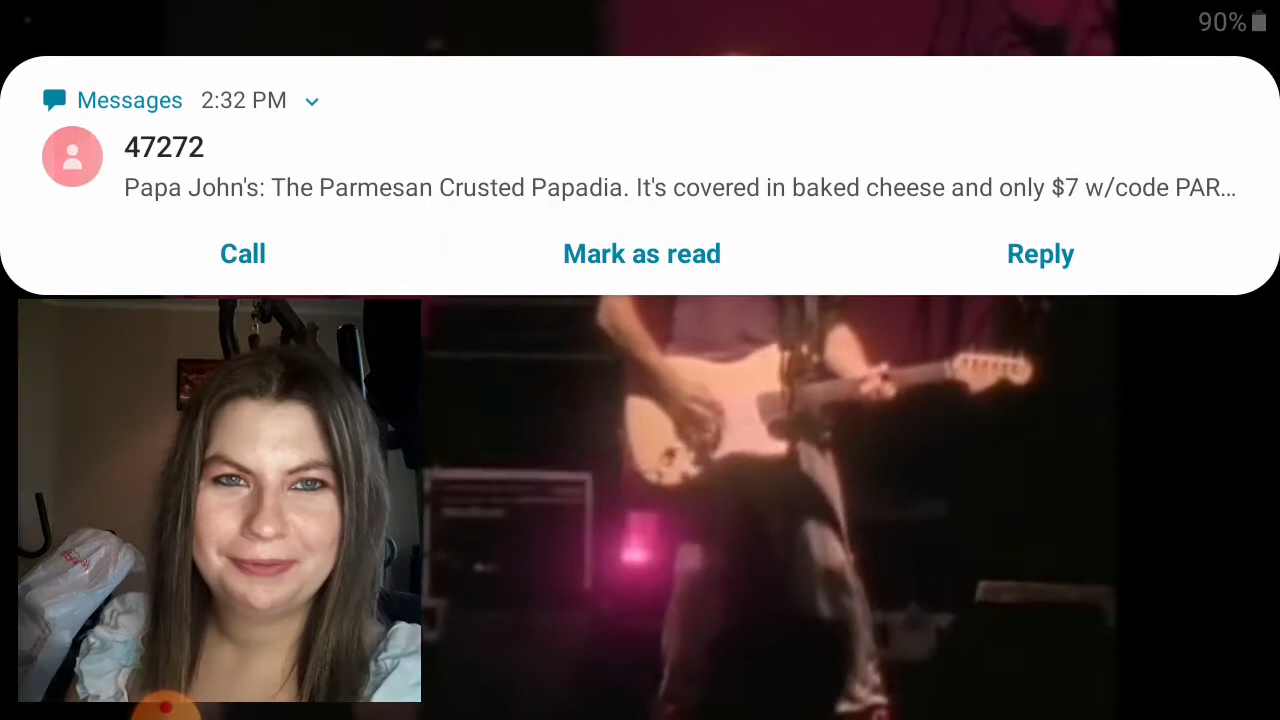 90%
Messages 2:32 PM
47272
Papa John's: The Parmesan Crusted Papadia. It's covered in baked cheese and only $7 w/code PAR…
Call Mark as read Reply